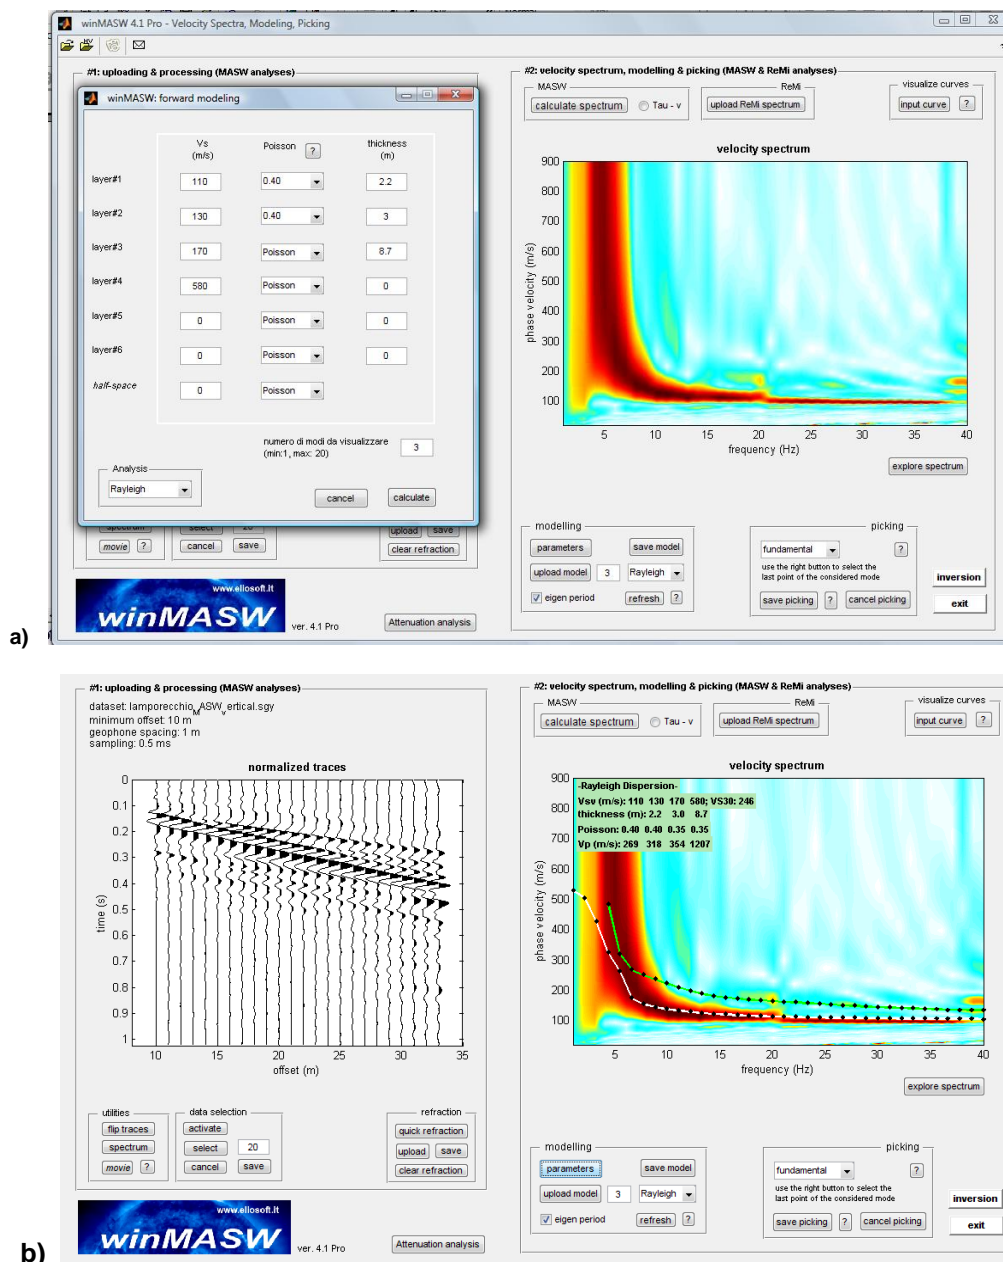 winMASW 4.1 Pro - Velocity Spectra, Modeling, Picking
#1: uploading & processing (MASW analyses)
winMASW: forward modeling
Vs
(m/s)
Poisson
?
thickness
(m)
layer#1
110
0.40
2.2
layer#2
130
0.40
3
layer#3
170
Poisson
8.7
layer#4
580
Poisson
0
layer#5
0
Poisson
0
layer#6
0
Poisson
0
half-space
0
Poisson
numero di modi da visualizzare
(min:1, max: 20)
3
Analysis
Rayleigh
cancel
calculate
spectrum
select
20
upload
save
movie
?
cancel
save
clear refraction
www.eliosoft.it
winMASW
ver. 4.1 Pro
Attenuation analysis
#2: velocity spectrum, modelling & picking (MASW & ReMi analyses)
MASW
calculate spectrum
Tau - v
ReMi
upload ReMi spectrum
visualize curves
input curve
?
velocity spectrum
900
800
700
600
500
400
300
200
100
phase velocity (m/s)
5
10
15
20
25
30
35
40
frequency (Hz)
explore spectrum
modelling
parameters
save model
upload model
3
Rayleigh
eigen period
refresh
?
picking
fundamental
?
use the right button to select the
last point of the considered mode
save picking
?
cancel picking
inversion
exit
a)
#1: uploading & processing (MASW analyses)
dataset: lamporecchio_MASW_vertical.sgy
minimum offset: 10 m
geophone spacing: 1 m
sampling: 0.5 ms
normalized traces
0
0.1
0.2
0.3
0.4
0.5
0.6
0.7
0.8
0.9
1
time (s)
10
15
20
25
30
35
offset (m)
utilities
flip traces
spectrum
movie
?
data selection
activate
select
20
cancel
save
refraction
quick refraction
upload
save
clear refraction
www.eliosoft.it
winMASW
ver. 4.1 Pro
Attenuation analysis
#2: velocity spectrum, modelling & picking (MASW & ReMi analyses)
MASW
calculate spectrum
Tau - v
ReMi
upload ReMi spectrum
visualize curves
input curve
?
velocity spectrum
-Rayleigh Dispersion-
Vsv (m/s): 110 130 170 580; VS30: 246
thickness (m): 2.2 3.0 8.7
Poisson: 0.40 0.40 0.35 0.35
Vp (m/s): 269 318 354 1207
900
800
700
600
500
400
300
200
100
phase velocity (m/s)
5
10
15
20
25
30
35
40
frequency (Hz)
explore spectrum
modelling
parameters
save model
upload model
3
Rayleigh
eigen period
refresh
?
picking
fundamental
?
use the right button to select the
last point of the considered mode
save picking
?
cancel picking
inversion
exit
b)